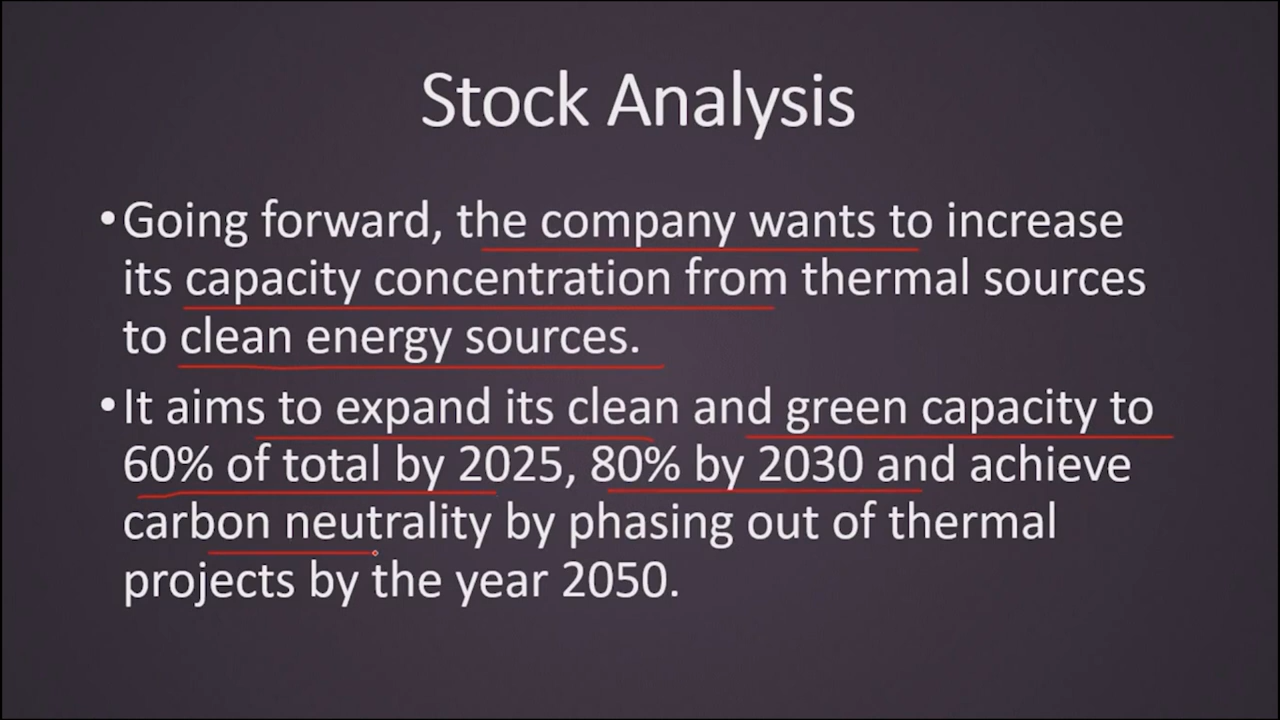 Stock Analysis
•Going forward, the company wants to increase
its capacity concentration from thermal sources
to clean energy sources.
•It aims to expand its clean and green capacity to
60% of total by 2025, 80% by 2030 and achieve
carbon neutrality by phasing out of thermal
projects by the year 2050.